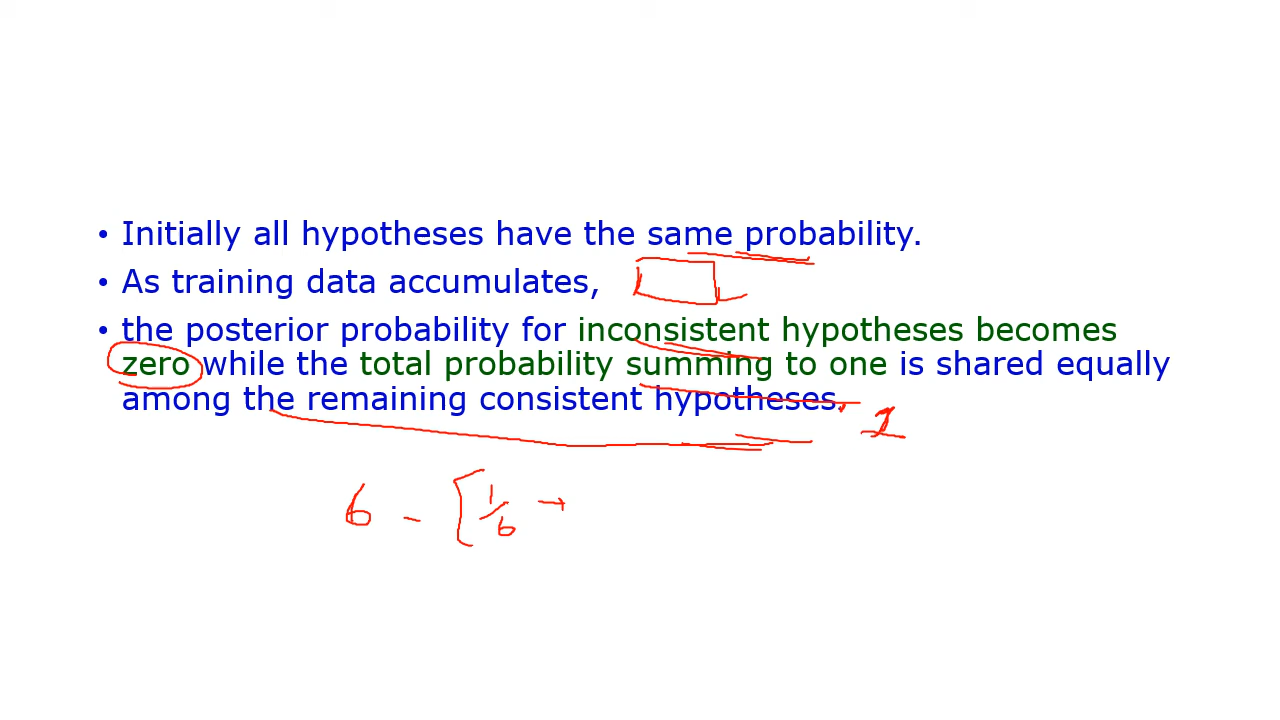 • Initially all hypotheses have the same probability.
• As training data accumulates,
• the posterior probability for inconsistent hypotheses becomes
zero while the total probability summing to one is shared equally
among the remaining consistent hypotheses.
1
6 - [ 1/6 +